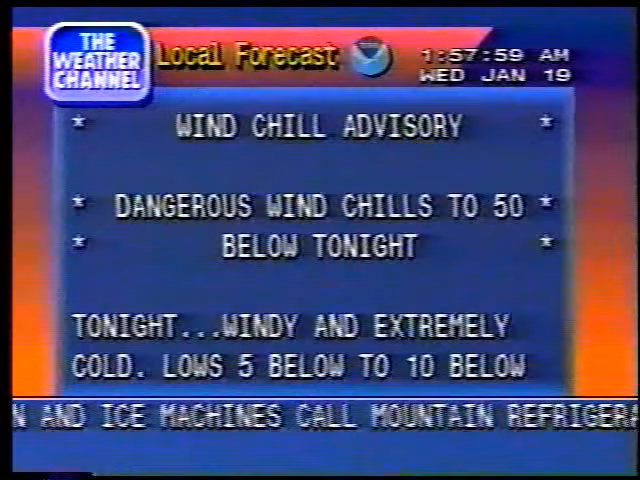 THE
WEATHER
CHANNEL
Local Forecast
1:57:59 AM
WED JAN 19
* WIND CHILL ADVISORY *
* DANGEROUS WIND CHILLS TO 50 *
* BELOW TONIGHT *
TONIGHT...WINDY AND EXTREMELY
COLD. LOWS 5 BELOW TO 10 BELOW
N AND ICE MACHINES CALL MOUNTAIN REFRIGER